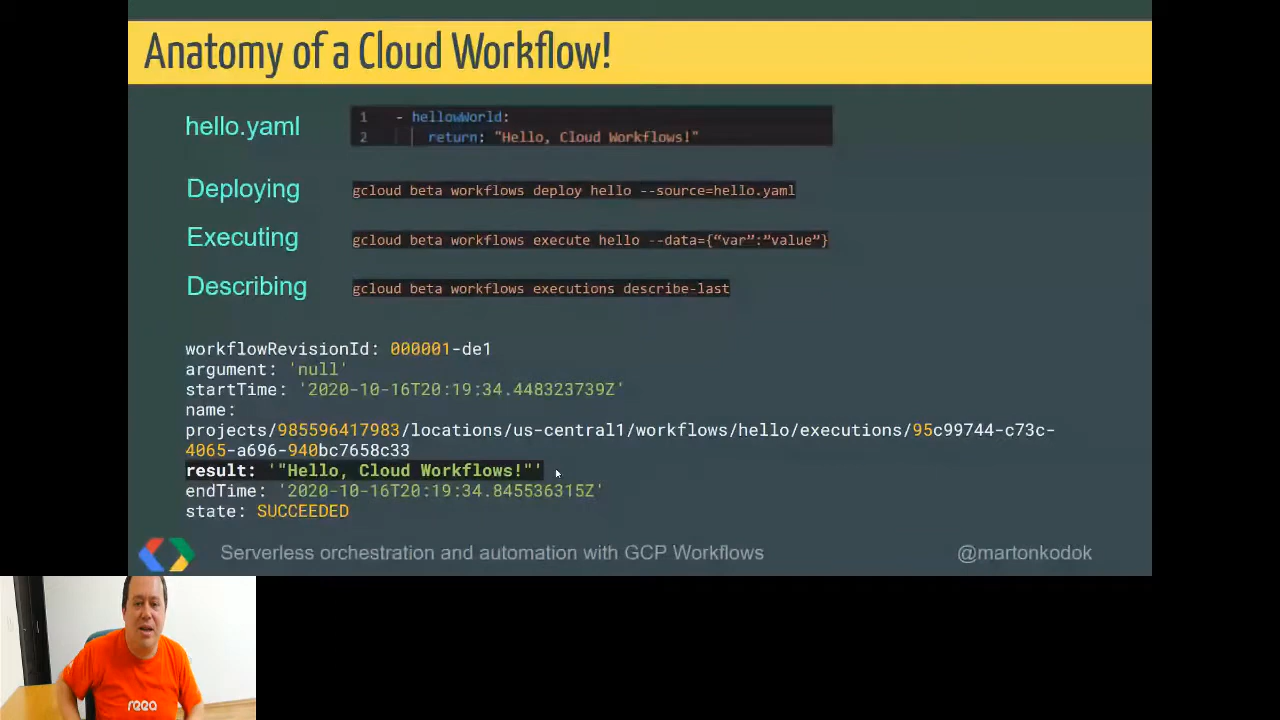 Anatomy of a Cloud Workflow!
hello.yaml
1 - hellowWorld:
2 return: "Hello, Cloud Workflows!"
Deploying
gcloud beta workflows deploy hello --source=hello.yaml
Executing
gcloud beta workflows execute hello --data={“var”:”value”}
Describing
gcloud beta workflows executions describe-last
workflowRevisionId: 000001-de1
argument: 'null'
startTime: '2020-10-16T20:19:34.448323739Z'
name:
projects/985596417983/locations/us-central1/workflows/hello/executions/95c99744-c73c-
4065-a696-940bc7658c33
result: '"Hello, Cloud Workflows!"'
endTime: '2020-10-16T20:19:34.845536315Z'
state: SUCCEEDED
Serverless orchestration and automation with GCP Workflows
@martonkodok
reea